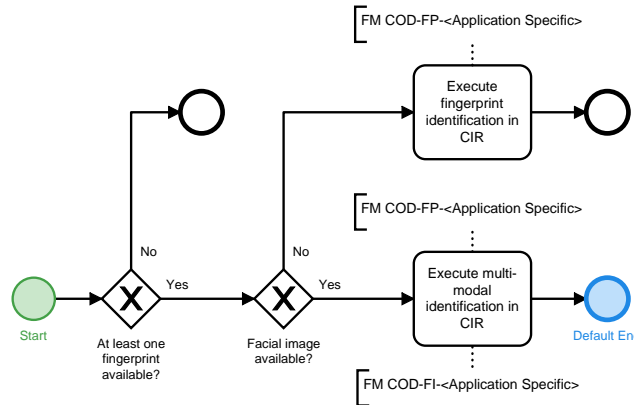 FM COD-FP-<Application Specific>
Execute
fingerprint
identification in
CIR
FM COD-FP-<Application Specific>
No
No
Yes
Yes
Execute multi-
modal
identification in
CIR
Start
At least one
fingerprint
available?
Facial image
available?
Default En
FM COD-FI-<Application Specific>